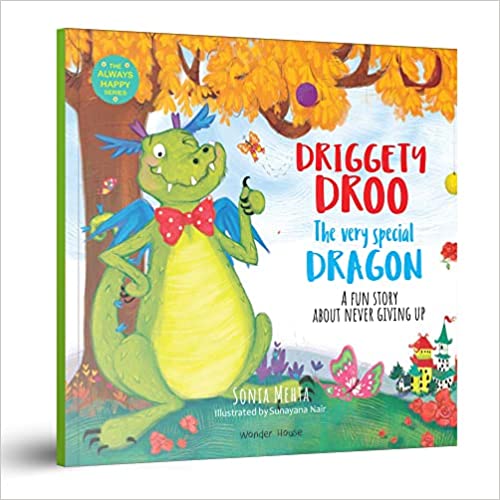 THE
ALWAYS
HAPPY
SERIES
DRIGGETY
DROO
The very special
DRAGON
A FUN STORY
ABOUT NEVER GIVING UP
SONIA MEHTA
Illustrated by Sunayana Nair
Wonder House